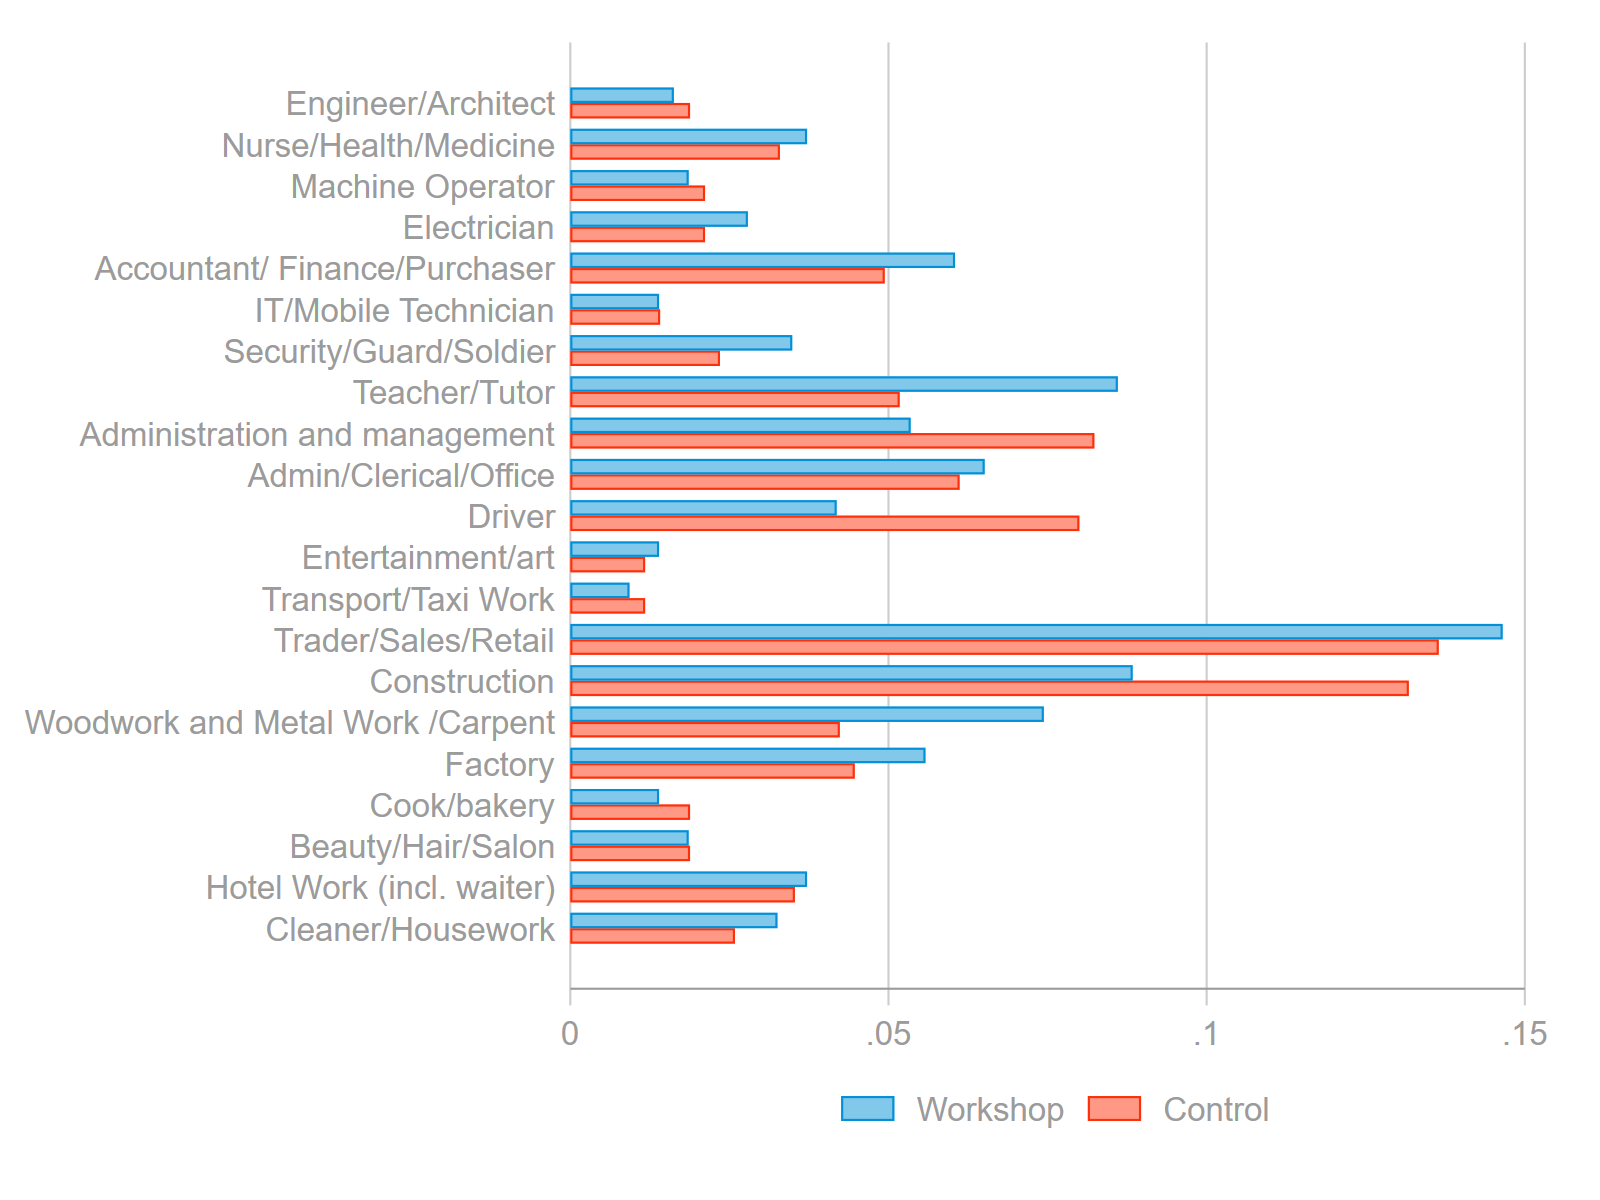 Engineer/Architect
Nurse/Health/Medicine
Machine Operator
Electrician
Accountant/ Finance/Purchaser
IT/Mobile Technician
Security/Guard/Soldier
Teacher/Tutor
Administration and management
Admin/Clerical/Office
Driver
Entertainment/art
Transport/Taxi Work
Trader/Sales/Retail
Construction
Woodwork and Metal Work /Carpent
Factory
Cook/bakery
Beauty/Hair/Salon
Hotel Work (incl. waiter)
Cleaner/Housework
0 .05 .1 .15
Workshop Control